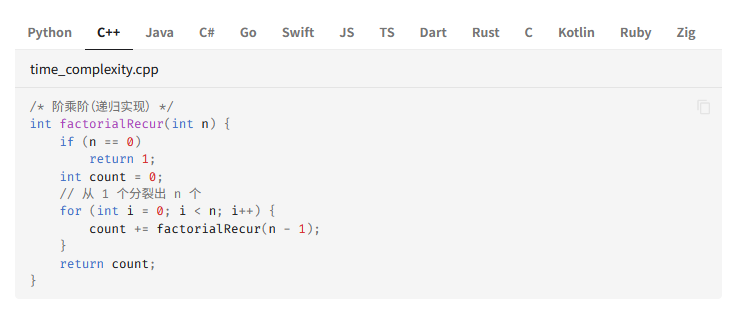 Python C++ Java C# Go Swift JS TS Dart Rust C Kotlin Ruby Zig
time_complexity.cpp
/* 阶乘阶(递归实现) */
int factorialRecur(int n) {
    if (n == 0)
        return 1;
    int count = 0;
    // 从 1 个分裂出 n 个
    for (int i = 0; i < n; i++) {
        count += factorialRecur(n - 1);
    }
    return count;
}